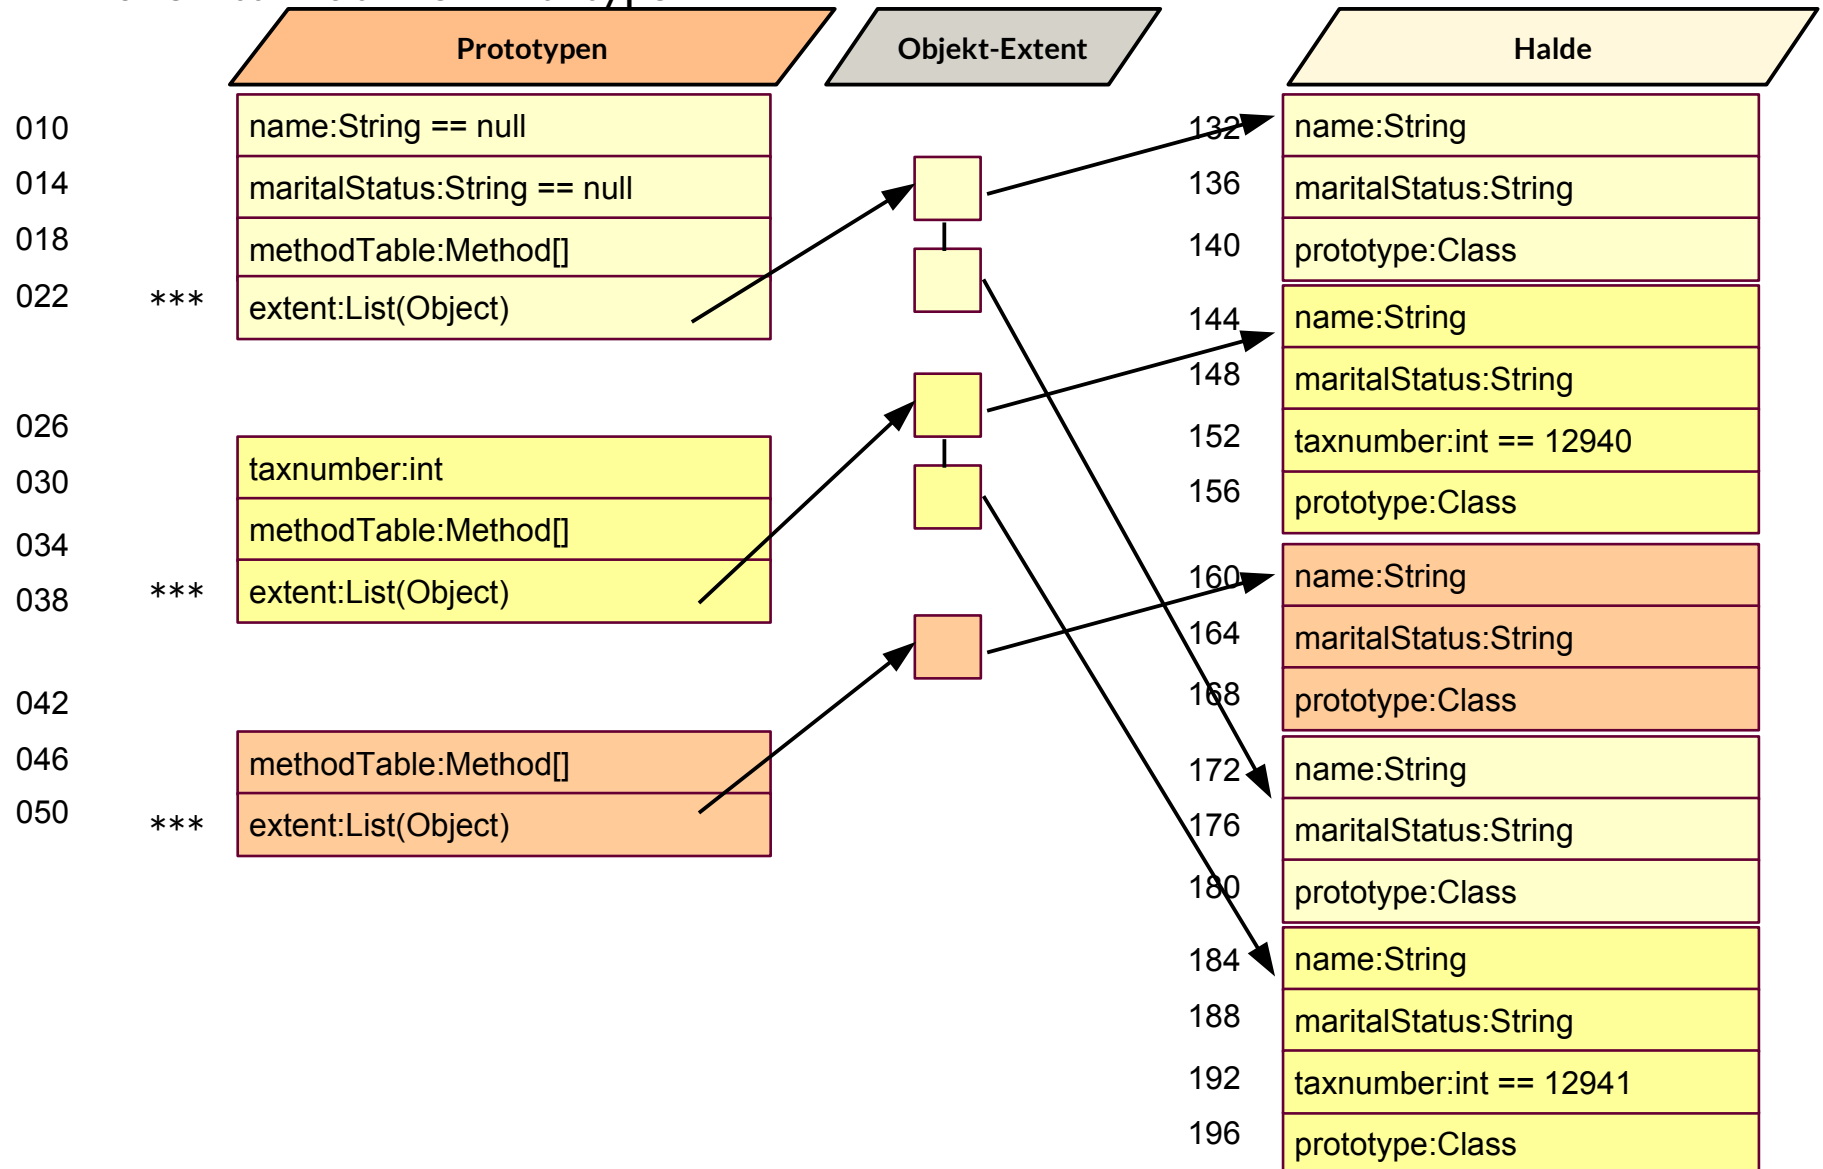 Prototypen
Objekt-Extent
Halde
010
name:String == null
014
maritalStatus:String == null
018
methodTable:Method[]
022
***
extent:List(Object)
026
taxnumber:int
030
methodTable:Method[]
034
038
***
extent:List(Object)
042
046
methodTable:Method[]
050
***
extent:List(Object)
132
name:String
136
maritalStatus:String
140
prototype:Class
144
name:String
148
maritalStatus:String
152
taxnumber:int == 12940
156
prototype:Class
160
name:String
164
maritalStatus:String
168
prototype:Class
172
name:String
176
maritalStatus:String
180
prototype:Class
184
name:String
188
maritalStatus:String
192
taxnumber:int == 12941
196
prototype:Class